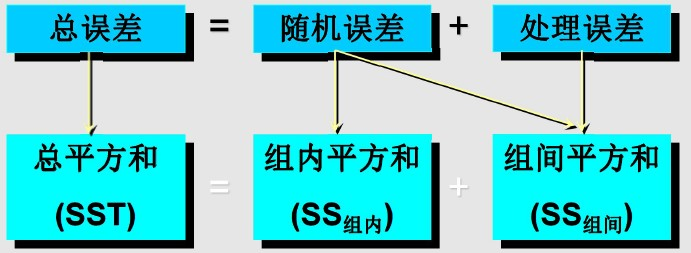 总误差 = 随机误差 + 处理误差
总平方和 = 组内平方和 + 组间平方和
(SST) (SS组内) (SS组间)